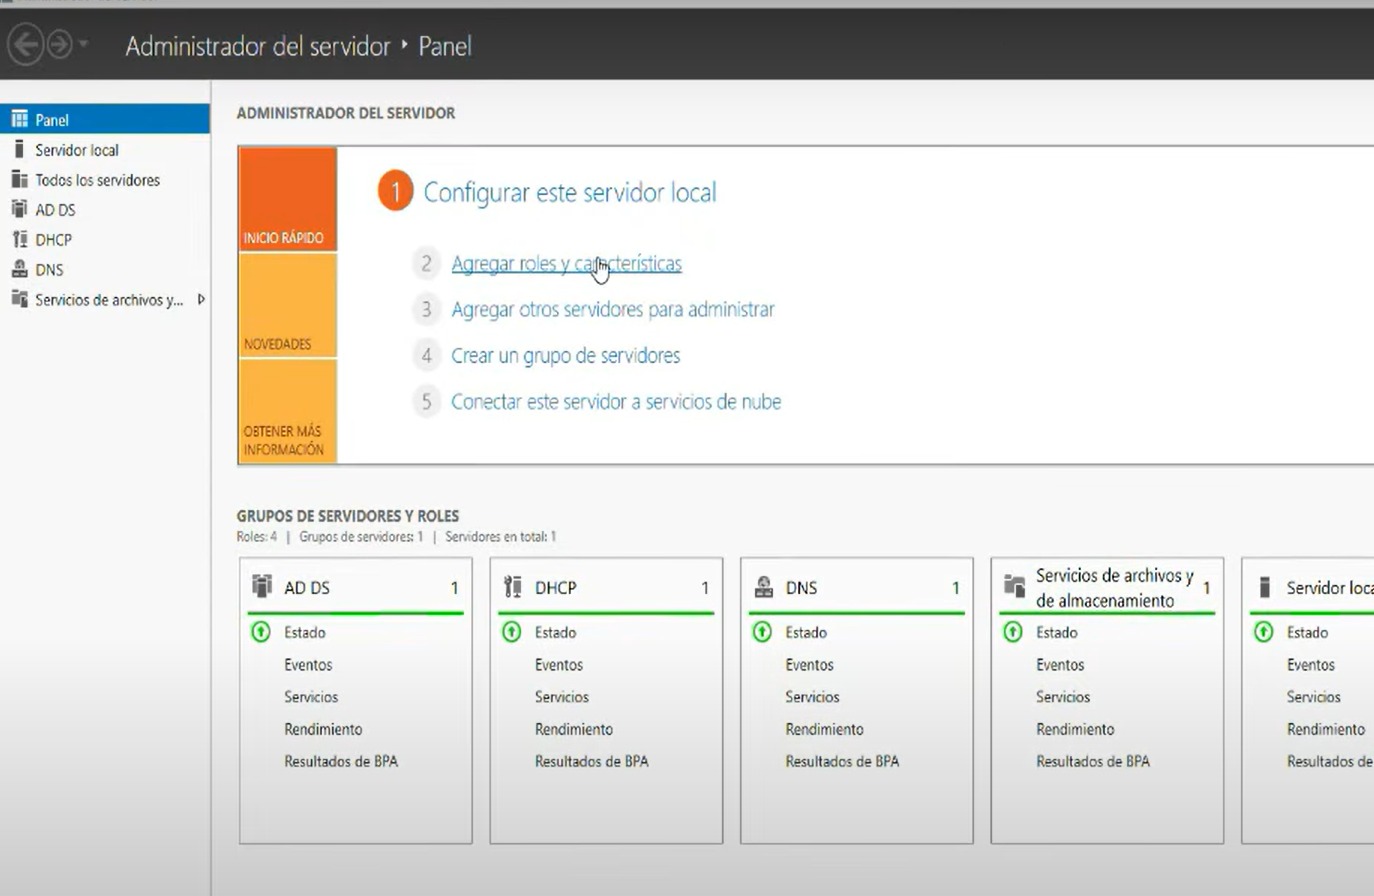 Administrador del servidor ‣ Panel
Panel
Servidor local
Todos los servidores
AD DS
DHCP
DNS
Servicios de archivos y...
ADMINISTRADOR DEL SERVIDOR
INICIO RÁPIDO
NOVEDADES
OBTENER MÁS
INFORMACIÓN
1 Configurar este servidor local
2 Agregar roles y características
3 Agregar otros servidores para administrar
4 Crear un grupo de servidores
5 Conectar este servidor a servicios de nube
GRUPOS DE SERVIDORES Y ROLES
Roles: 4 | Grupos de servidores: 1 | Servidores en total: 1
AD DS 1
Estado
Eventos
Servicios
Rendimiento
Resultados de BPA
DHCP 1
Estado
Eventos
Servicios
Rendimiento
Resultados de BPA
DNS 1
Estado
Eventos
Servicios
Rendimiento
Resultados de BPA
Servicios de archivos y
de almacenamiento 1
Estado
Eventos
Servicios
Rendimiento
Resultados de BPA
Servidor loca
Estado
Eventos
Servicios
Rendimiento
Resultados de